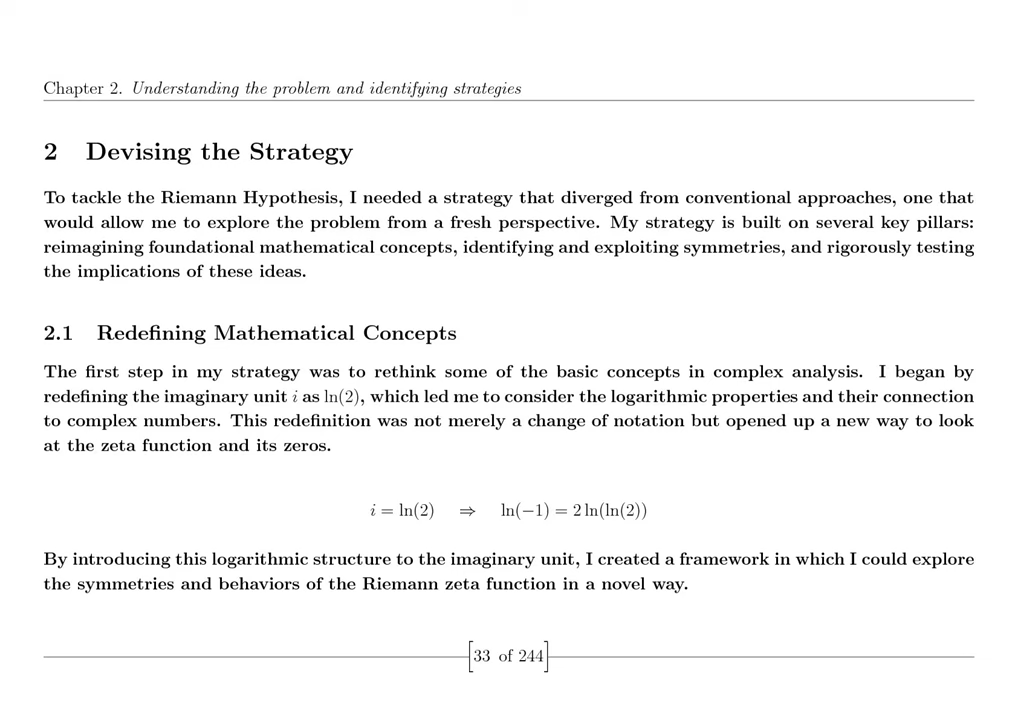 Chapter 2. Understanding the problem and identifying strategies
2 Devising the Strategy
To tackle the Riemann Hypothesis, I needed a strategy that diverged from conventional approaches, one that
would allow me to explore the problem from a fresh perspective. My strategy is built on several key pillars:
reimagining foundational mathematical concepts, identifying and exploiting symmetries, and rigorously testing
the implications of these ideas.
2.1 Redefining Mathematical Concepts
The first step in my strategy was to rethink some of the basic concepts in complex analysis. I began by
redefining the imaginary unit i as ln(2), which led me to consider the logarithmic properties and their connection
to complex numbers. This redefinition was not merely a change of notation but opened up a new way to look
at the zeta function and its zeros.
i = ln(2) ⇒ ln(−1) = 2 ln(ln(2))
By introducing this logarithmic structure to the imaginary unit, I created a framework in which I could explore
the symmetries and behaviors of the Riemann zeta function in a novel way.
[33 of 244]